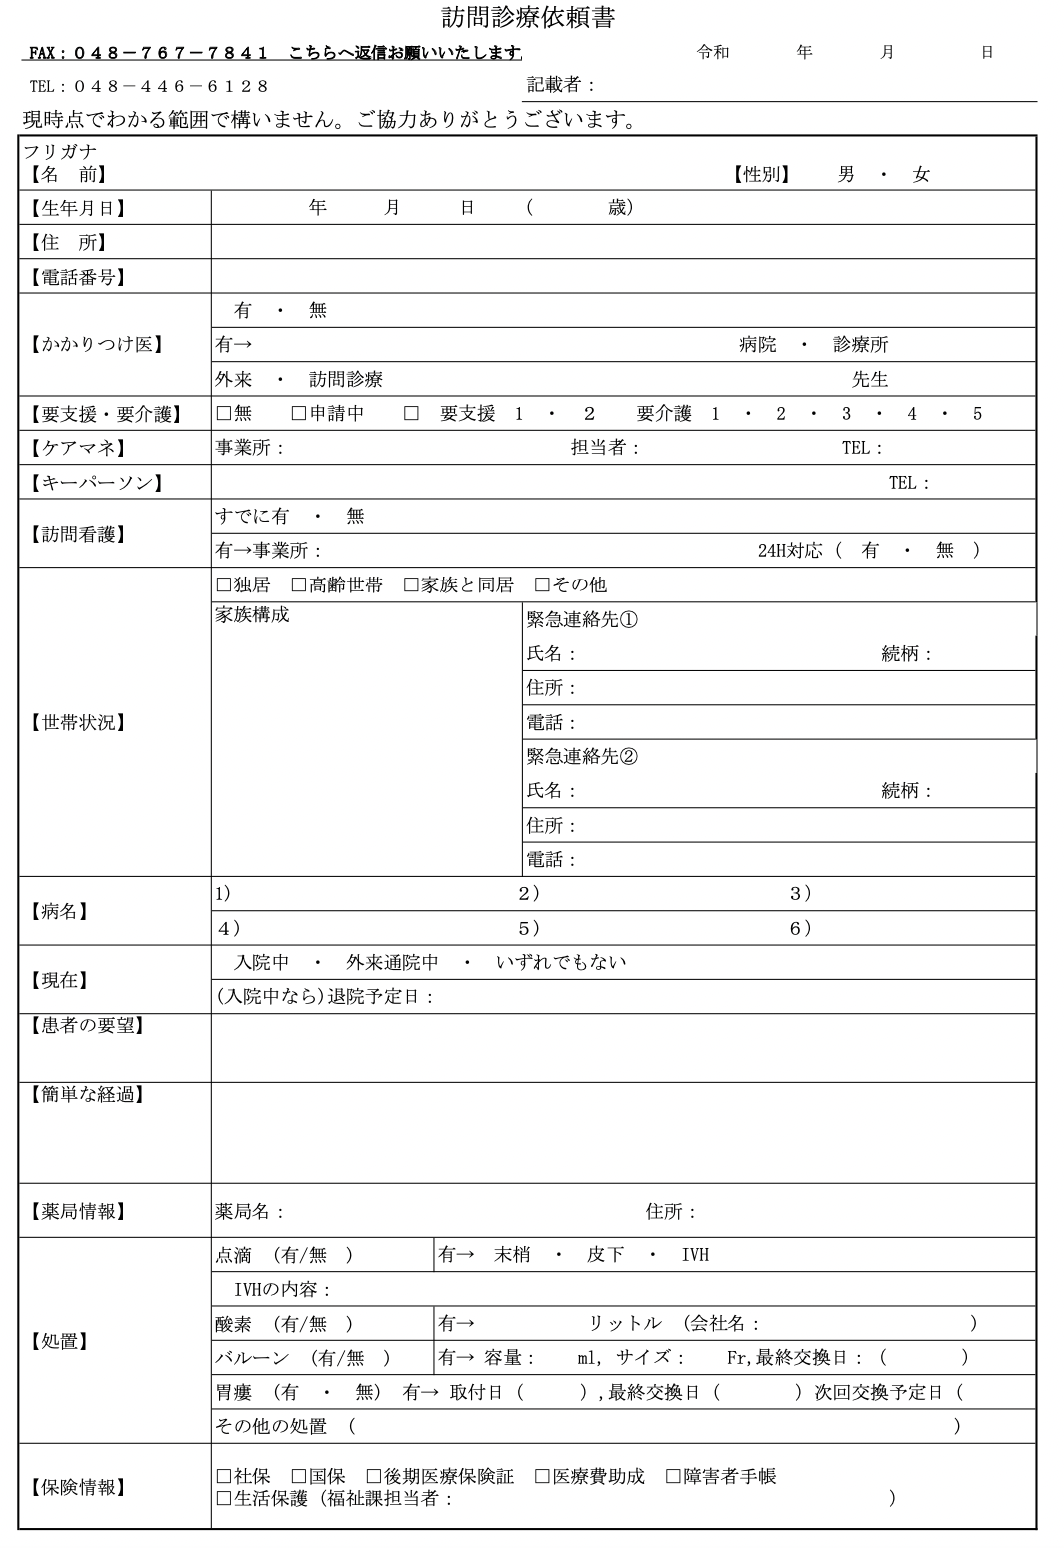 訪問診療依頼書
FAX：０４８－７６７－７８４１　こちらへ返信お願いいたします　令和　年　月　日
TEL：０４８－４４６－６１２８　記載者：
現時点でわかる範囲で構いません。ご協力ありがとうございます。
フリガナ
【名　前】　【性別】　男　・　女
【生年月日】　年　月　日　（　歳）
【住　所】
【電話番号】
【かかりつけ医】
有　・　無
有→　病院　・　診療所
外来　・　訪問診療　先生
【要支援・要介護】　□無　□申請中　□　要支援　1　・　２　要介護　1　・　２　・　３　・　４　・　５
【ケアマネ】　事業所：　担当者：　TEL：
【キーパーソン】　TEL：
【訪問看護】
すでに有　・　無
有→事業所：　24H対応（　有　・　無　）
【世帯状況】
□独居　□高齢世帯　□家族と同居　□その他
家族構成
緊急連絡先①
氏名：　続柄：
住所：
電話：
緊急連絡先②
氏名：　続柄：
住所：
電話：
【病名】
1）　２）　３）
４）　５）　６）
【現在】
入院中　・　外来通院中　・　いずれでもない
(入院中なら)退院予定日：
【患者の要望】
【簡単な経過】
【薬局情報】　薬局名：　住所：
【処置】
点滴　（有/無　）　有→　末梢　・　皮下　・　IVH
IVHの内容：
酸素　（有/無　）　有→　リットル　（会社名：　）
バルーン　（有/無　）　有→ 容量：　ml, サイズ：　Fr,最終交換日：（　）
胃瘻　（有　・　無）　有→ 取付日（　）,最終交換日（　）次回交換予定日（
その他の処置　（　）
【保険情報】
□社保　□国保　□後期医療保険証　□医療費助成　□障害者手帳
□生活保護（福祉課担当者：　）